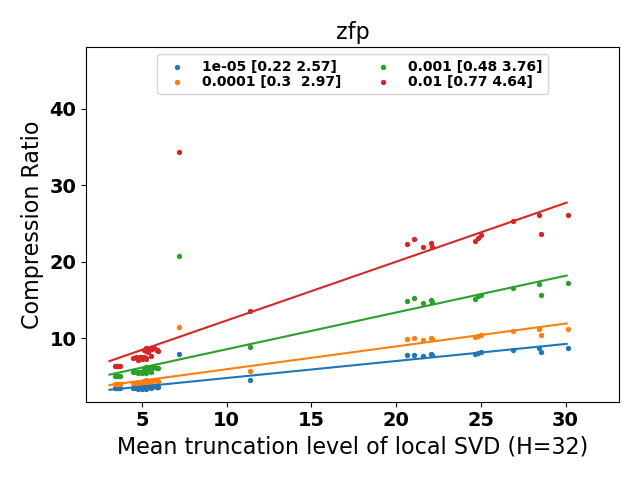 zfp
1e-05 [0.22 2.57]
0.0001 [0.3  2.97]
0.001 [0.48 3.76]
0.01 [0.77 4.64]
Compression Ratio
40
30
20
10
5
10
15
20
25
30
Mean truncation level of local SVD (H=32)